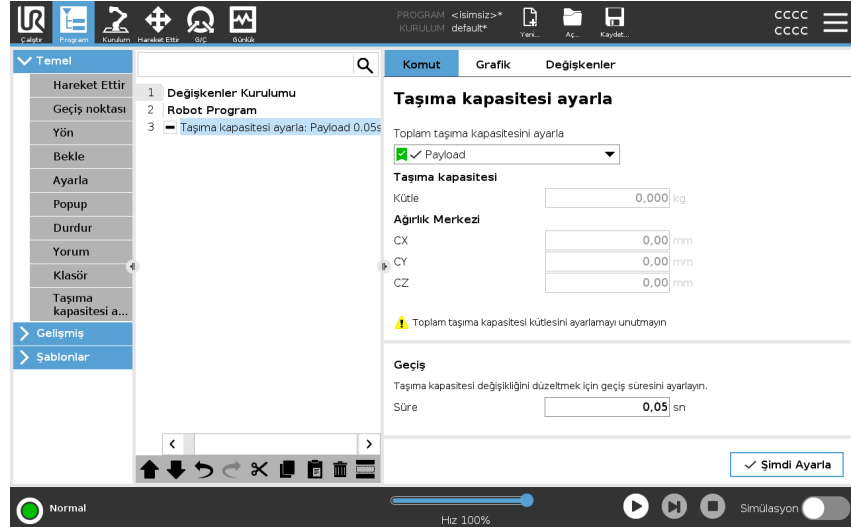 UR
Çalıştır Program Kurulum Hareket Ettir G/Ç Günlük
PROGRAM <isimsiz>*
KURULUM default*
Yeni... Aç... Kaydet...
cccc
cccc
Temel
Hareket Ettir
Geçiş noktası
Yön
Bekle
Ayarla
Popup
Durdur
Yorum
Klasör
Taşıma
kapasitesi a...
Gelişmiş
Şablonlar
1 Değişkenler Kurulumu
2 Robot Program
3 Taşıma kapasitesi ayarla: Payload 0.05s
Komut Grafik Değişkenler
Taşıma kapasitesi ayarla
Toplam taşıma kapasitesini ayarla
Payload
Taşıma kapasitesi
Kütle 0,000 kg
Ağırlık Merkezi
CX 0,00 mm
CY 0,00 mm
CZ 0,00 mm
Toplam taşıma kapasitesi kütlesini ayarlamayı unutmayın
Geçiş
Taşıma kapasitesi değişikliğini düzeltmek için geçiş süresini ayarlayın.
Süre 0,05 sn
Şimdi Ayarla
Normal
Hız 100%
Simülasyon